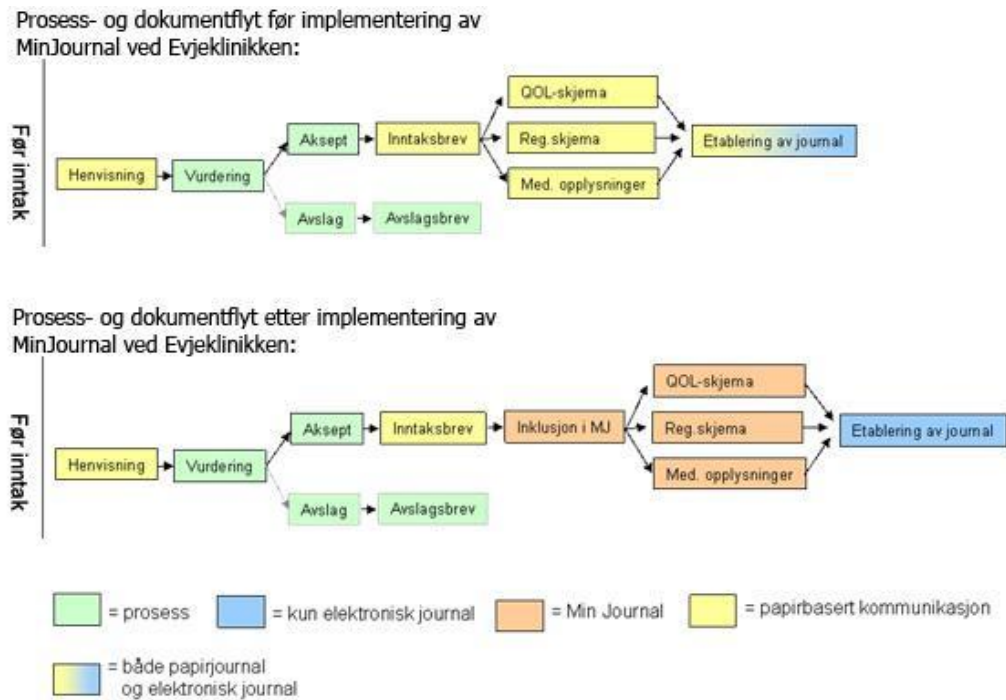 Prosess- og dokumentflyt før implementering av
MinJournal ved Evjeklinikken:
Før inntak
Henvisning
Vurdering
Aksept
Inntaksbrev
QOL-skjema
Reg.skjema
Med. opplysninger
Etablering av journal
Avslag
Avslagsbrev
Prosess- og dokumentflyt etter implementering av
MinJournal ved Evjeklinikken:
Før inntak
Henvisning
Vurdering
Aksept
Inntaksbrev
Inklusjon i MJ
QOL-skjema
Reg.skjema
Med. opplysninger
Etablering av journal
Avslag
Avslagsbrev
= prosess
= kun elektronisk journal
= Min Journal
= papirbasert kommunikasjon
= både papirjournal
og elektronisk journal